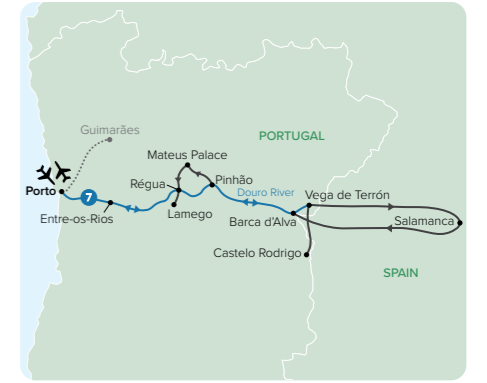 Guimarães
PORTUGAL
Mateus Palace
Régua
Pinhão
Porto
7
Douro River
Vega de Terrón
Entre-os-Rios
Lamego
Barca d'Alva
Salamanca
Castelo Rodrigo
SPAIN